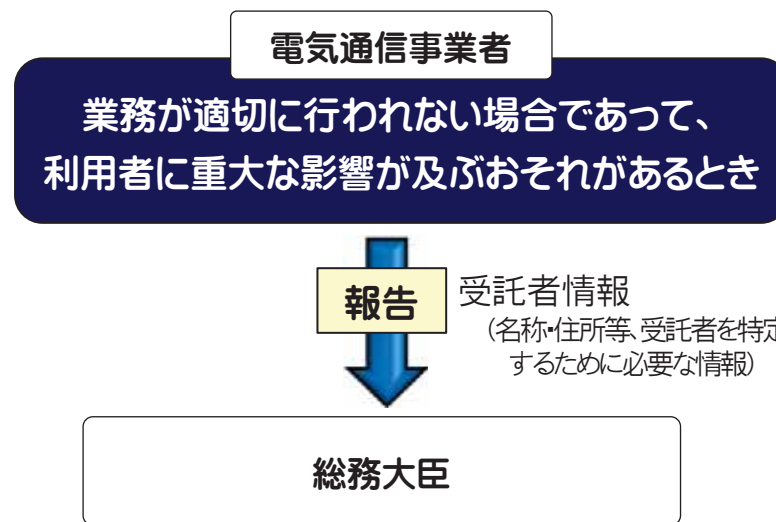 電気通信事業者
業務が適切に行われない場合であって、
利用者に重大な影響が及ぶおそれがあるとき
報告
受託者情報
（名称・住所等、受託者を特定
するために必要な情報）
総務大臣